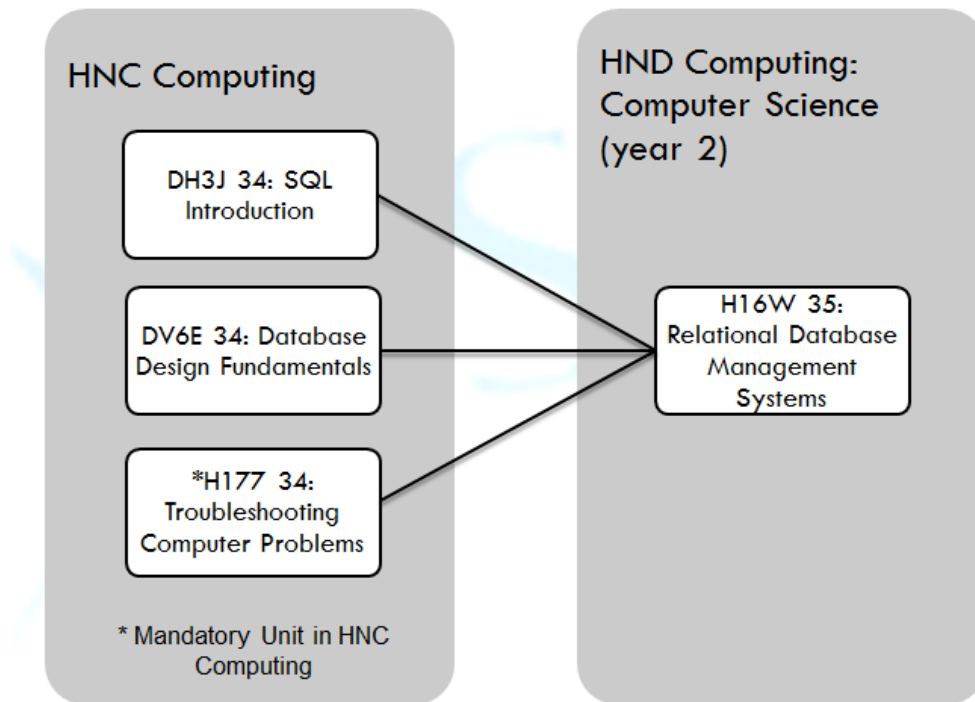 HNC Computing
DH3J 34: SQL
Introduction
DV6E 34: Database
Design Fundamentals
*H177 34:
Troubleshooting
Computer Problems
* Mandatory Unit in HNC
Computing
HND Computing:
Computer Science
(year 2)
H16W 35:
Relational Database
Management
Systems